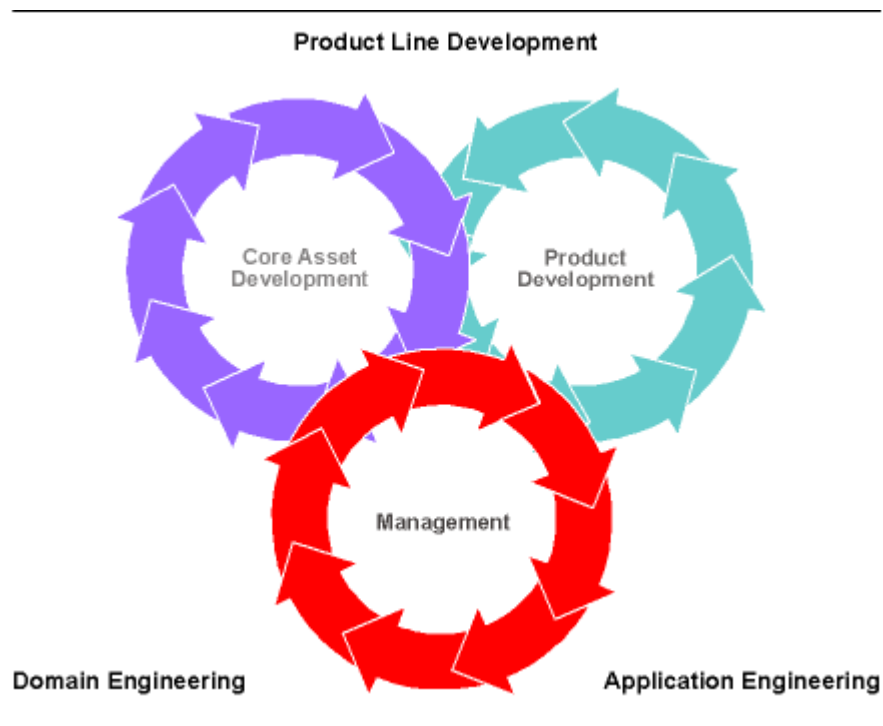 Product Line Development
Core Asset
Development
Product
Development
Management
Domain Engineering
Application Engineering